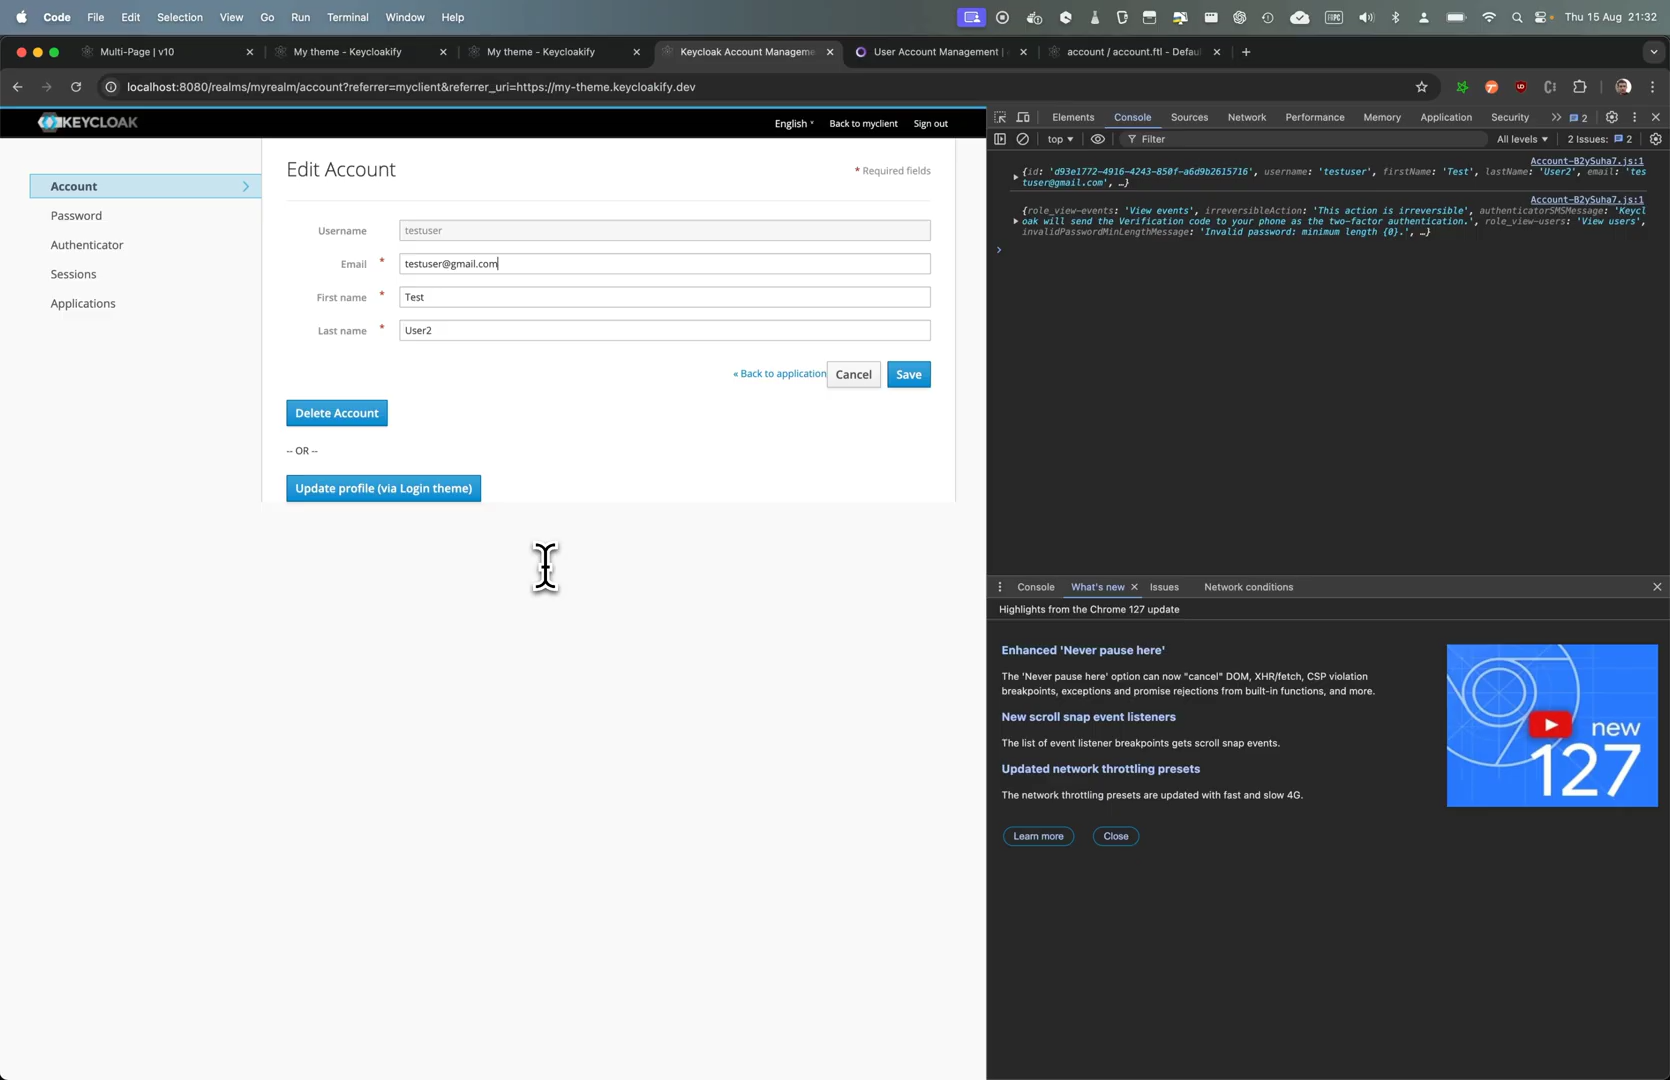 Code File Edit Selection View Go Run Terminal Window Help
Thu 15 Aug 21:32
Multi-Page | v10
My theme - Keycloakify
My theme - Keycloakify
Keycloak Account Manageme
User Account Management |
account / account.ftl - Defau
localhost:8080/realms/myrealm/account?referrer=myclient&referrer_uri=https://my-theme.keycloakify.dev
KEYCLOAK
English
Back to myclient
Sign out
Account
Password
Authenticator
Sessions
Applications
Edit Account
* Required fields
Username
testuser
Email *
testuser@gmail.com
First name *
Test
Last name *
User2
« Back to application
Cancel
Save
Delete Account
-- OR --
Update profile (via Login theme)
Elements Console Sources Network Performance Memory Application Security 2
top
Filter
All levels
2 Issues: 2
Account-B2ySuha7.js:1
{id: 'd93e1772-4916-4243-850f-a6d9b2615716', username: 'testuser', firstName: 'Test', lastName: 'User2', email: 'tes
tuser@gmail.com', …}
Account-B2ySuha7.js:1
{role_view-events: 'View events', irreversibleAction: 'This action is irreversible', authenticatorSMSMessage: 'Keycl
oak will send the Verification code to your phone as the two-factor authentication.', role_view-users: 'View users',
invalidPasswordMinLengthMessage: 'Invalid password: minimum length {0}.', …}
Console What's new Issues Network conditions
Highlights from the Chrome 127 update
Enhanced 'Never pause here'
The 'Never pause here' option can now "cancel" DOM, XHR/fetch, CSP violation
breakpoints, exceptions and promise rejections from built-in functions, and more.
New scroll snap event listeners
The list of event listener breakpoints gets scroll snap events.
Updated network throttling presets
The network throttling presets are updated with fast and slow 4G.
new
127
Learn more
Close